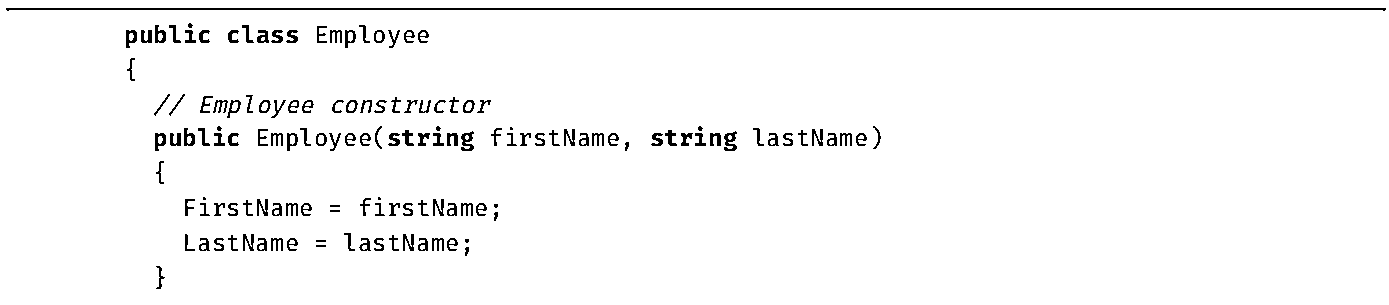 public class Employee
{
// Employee constructor
public Employee(string firstName, string lastName)
{
FirstName = firstName;
LastName = lastName;
}